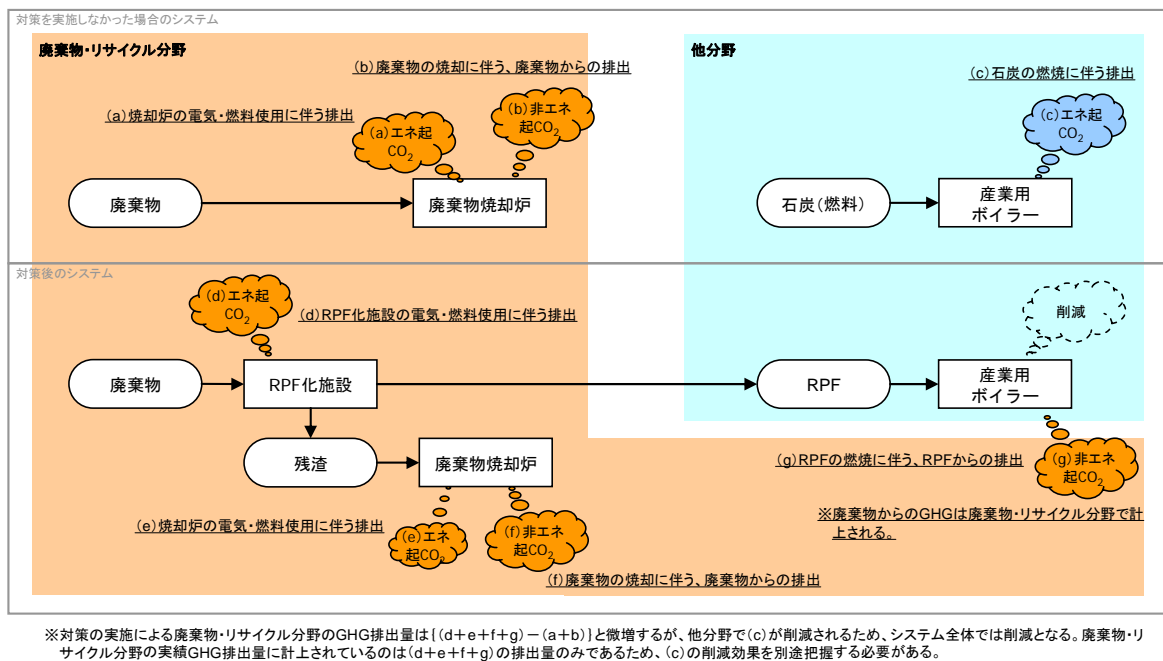 対策を実施しなかった場合のシステム
廃棄物・リサイクル分野
他分野
(b)廃棄物の焼却に伴う、廃棄物からの排出
(c)石炭の燃焼に伴う排出
(a)焼却炉の電気・燃料使用に伴う排出
(a)エネ起
CO2
(b)非エネ
起CO2
(c)エネ起
CO2
廃棄物
廃棄物焼却炉
石炭(燃料)
産業用
ボイラー
対策後のシステム
(d)エネ起
CO2
(d)RPF化施設の電気・燃料使用に伴う排出
削減
廃棄物
RPF化施設
RPF
産業用
ボイラー
残渣
廃棄物焼却炉
(g)RPFの燃焼に伴う、RPFからの排出
(g)非エネ
起CO2
(e)焼却炉の電気・燃料使用に伴う排出
(e)エネ
起CO2
(f)非エネ
起CO2
※廃棄物からのGHGは廃棄物・リサイクル分野で計
上される。
(f)廃棄物の焼却に伴う、廃棄物からの排出
※対策の実施による廃棄物・リサイクル分野のGHG排出量は{(d+e+f+g)-(a+b)}と微増するが、他分野で(c)が削減されるため、システム全体では削減となる。廃棄物・リ
サイクル分野の実績GHG排出量に計上されているのは(d+e+f+g)の排出量のみであるため、(c)の削減効果を別途把握する必要がある。